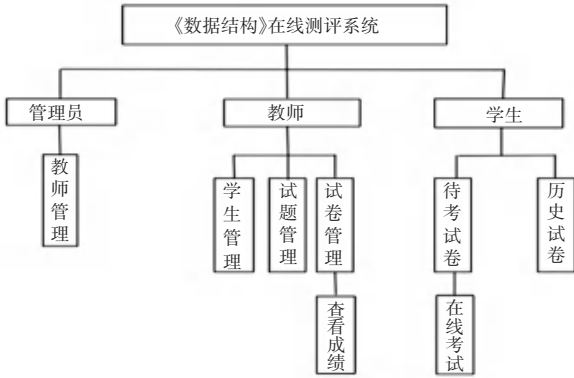 《数据结构》在线测评系统
管理员
教师
学生
教师管理
学生管理
试题管理
试卷管理
待考试卷
历史试卷
查看成绩
在线考试